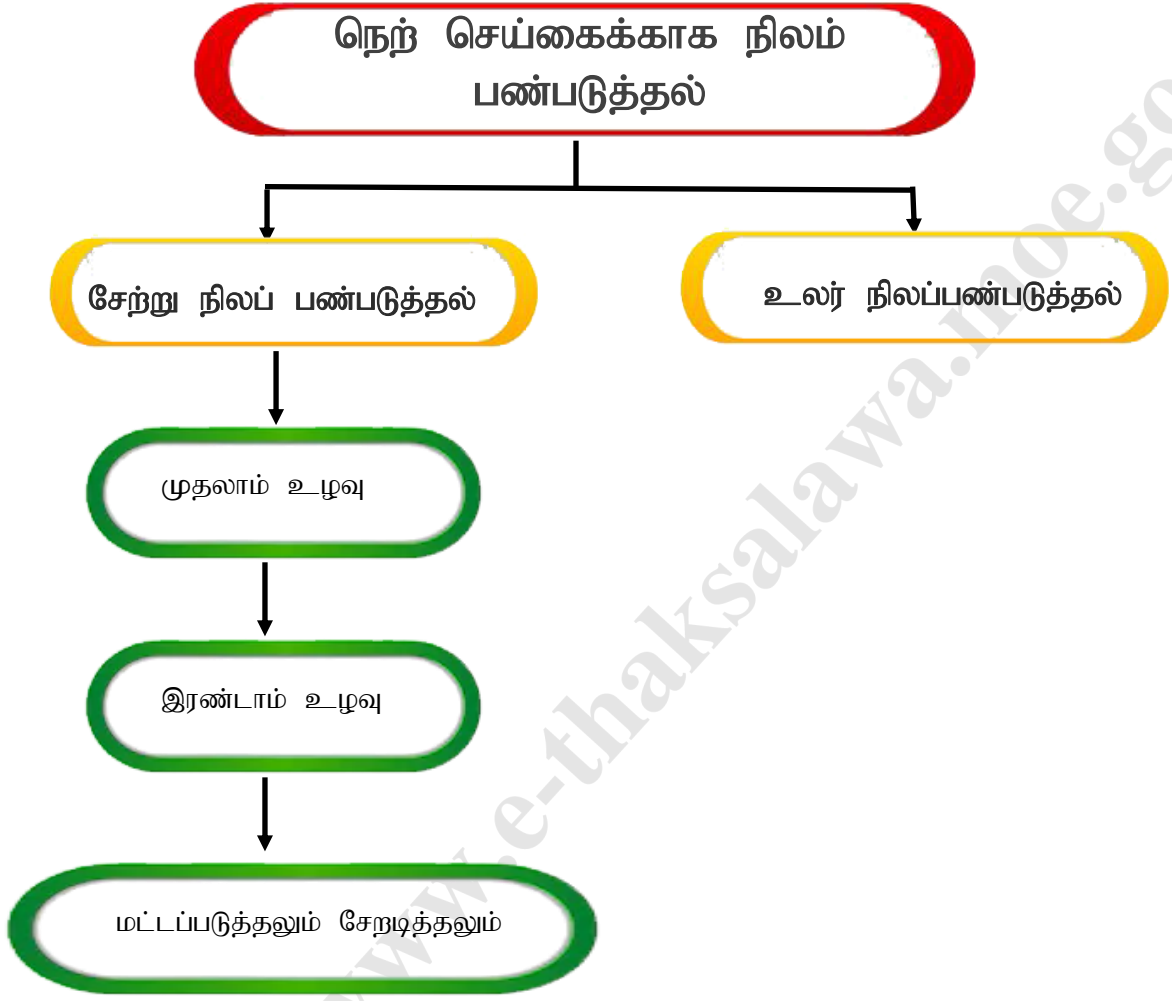 நெற் செய்கைக்காக நிலம்
பண்படுத்தல்
சேற்று நிலப் பண்படுத்தல்
உலர் நிலப்பண்படுத்தல்
முதலாம் உழவு
இரண்டாம் உழவு
மட்டப்படுத்தலும் சேறடித்தலும்
www.e-thaksalawa.moe.go